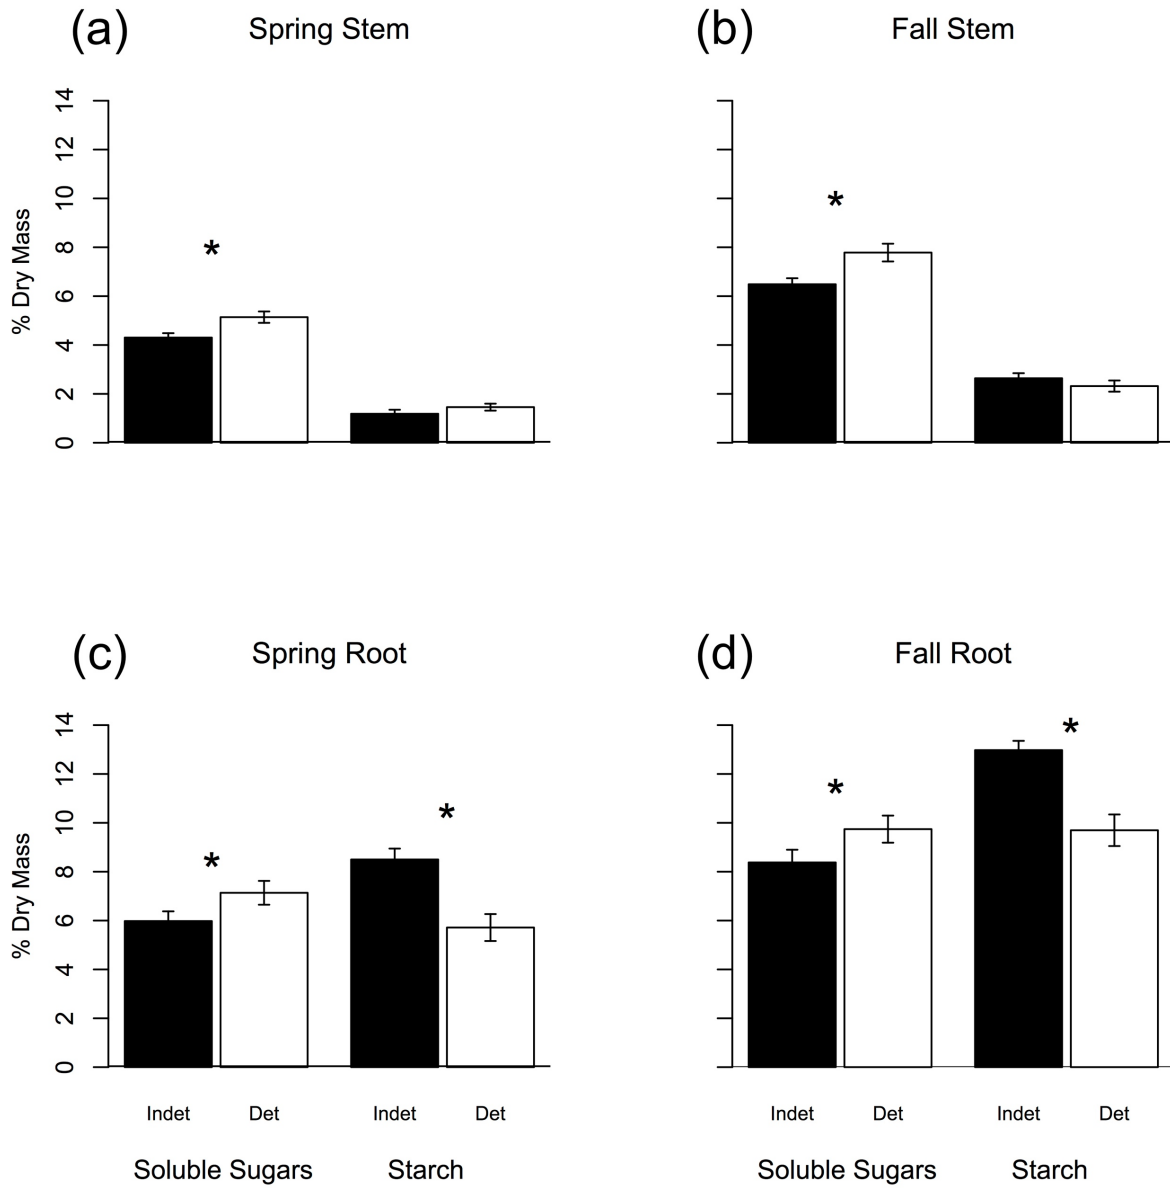 (a) Spring Stem
(b) Fall Stem
% Dry Mass
14
12
10
8
6
4
2
0
*
*
(c) Spring Root
(d) Fall Root
% Dry Mass
14
12
10
8
6
4
2
0
*
*
*
*
Indet Det Indet Det
Soluble Sugars Starch
Indet Det Indet Det
Soluble Sugars Starch